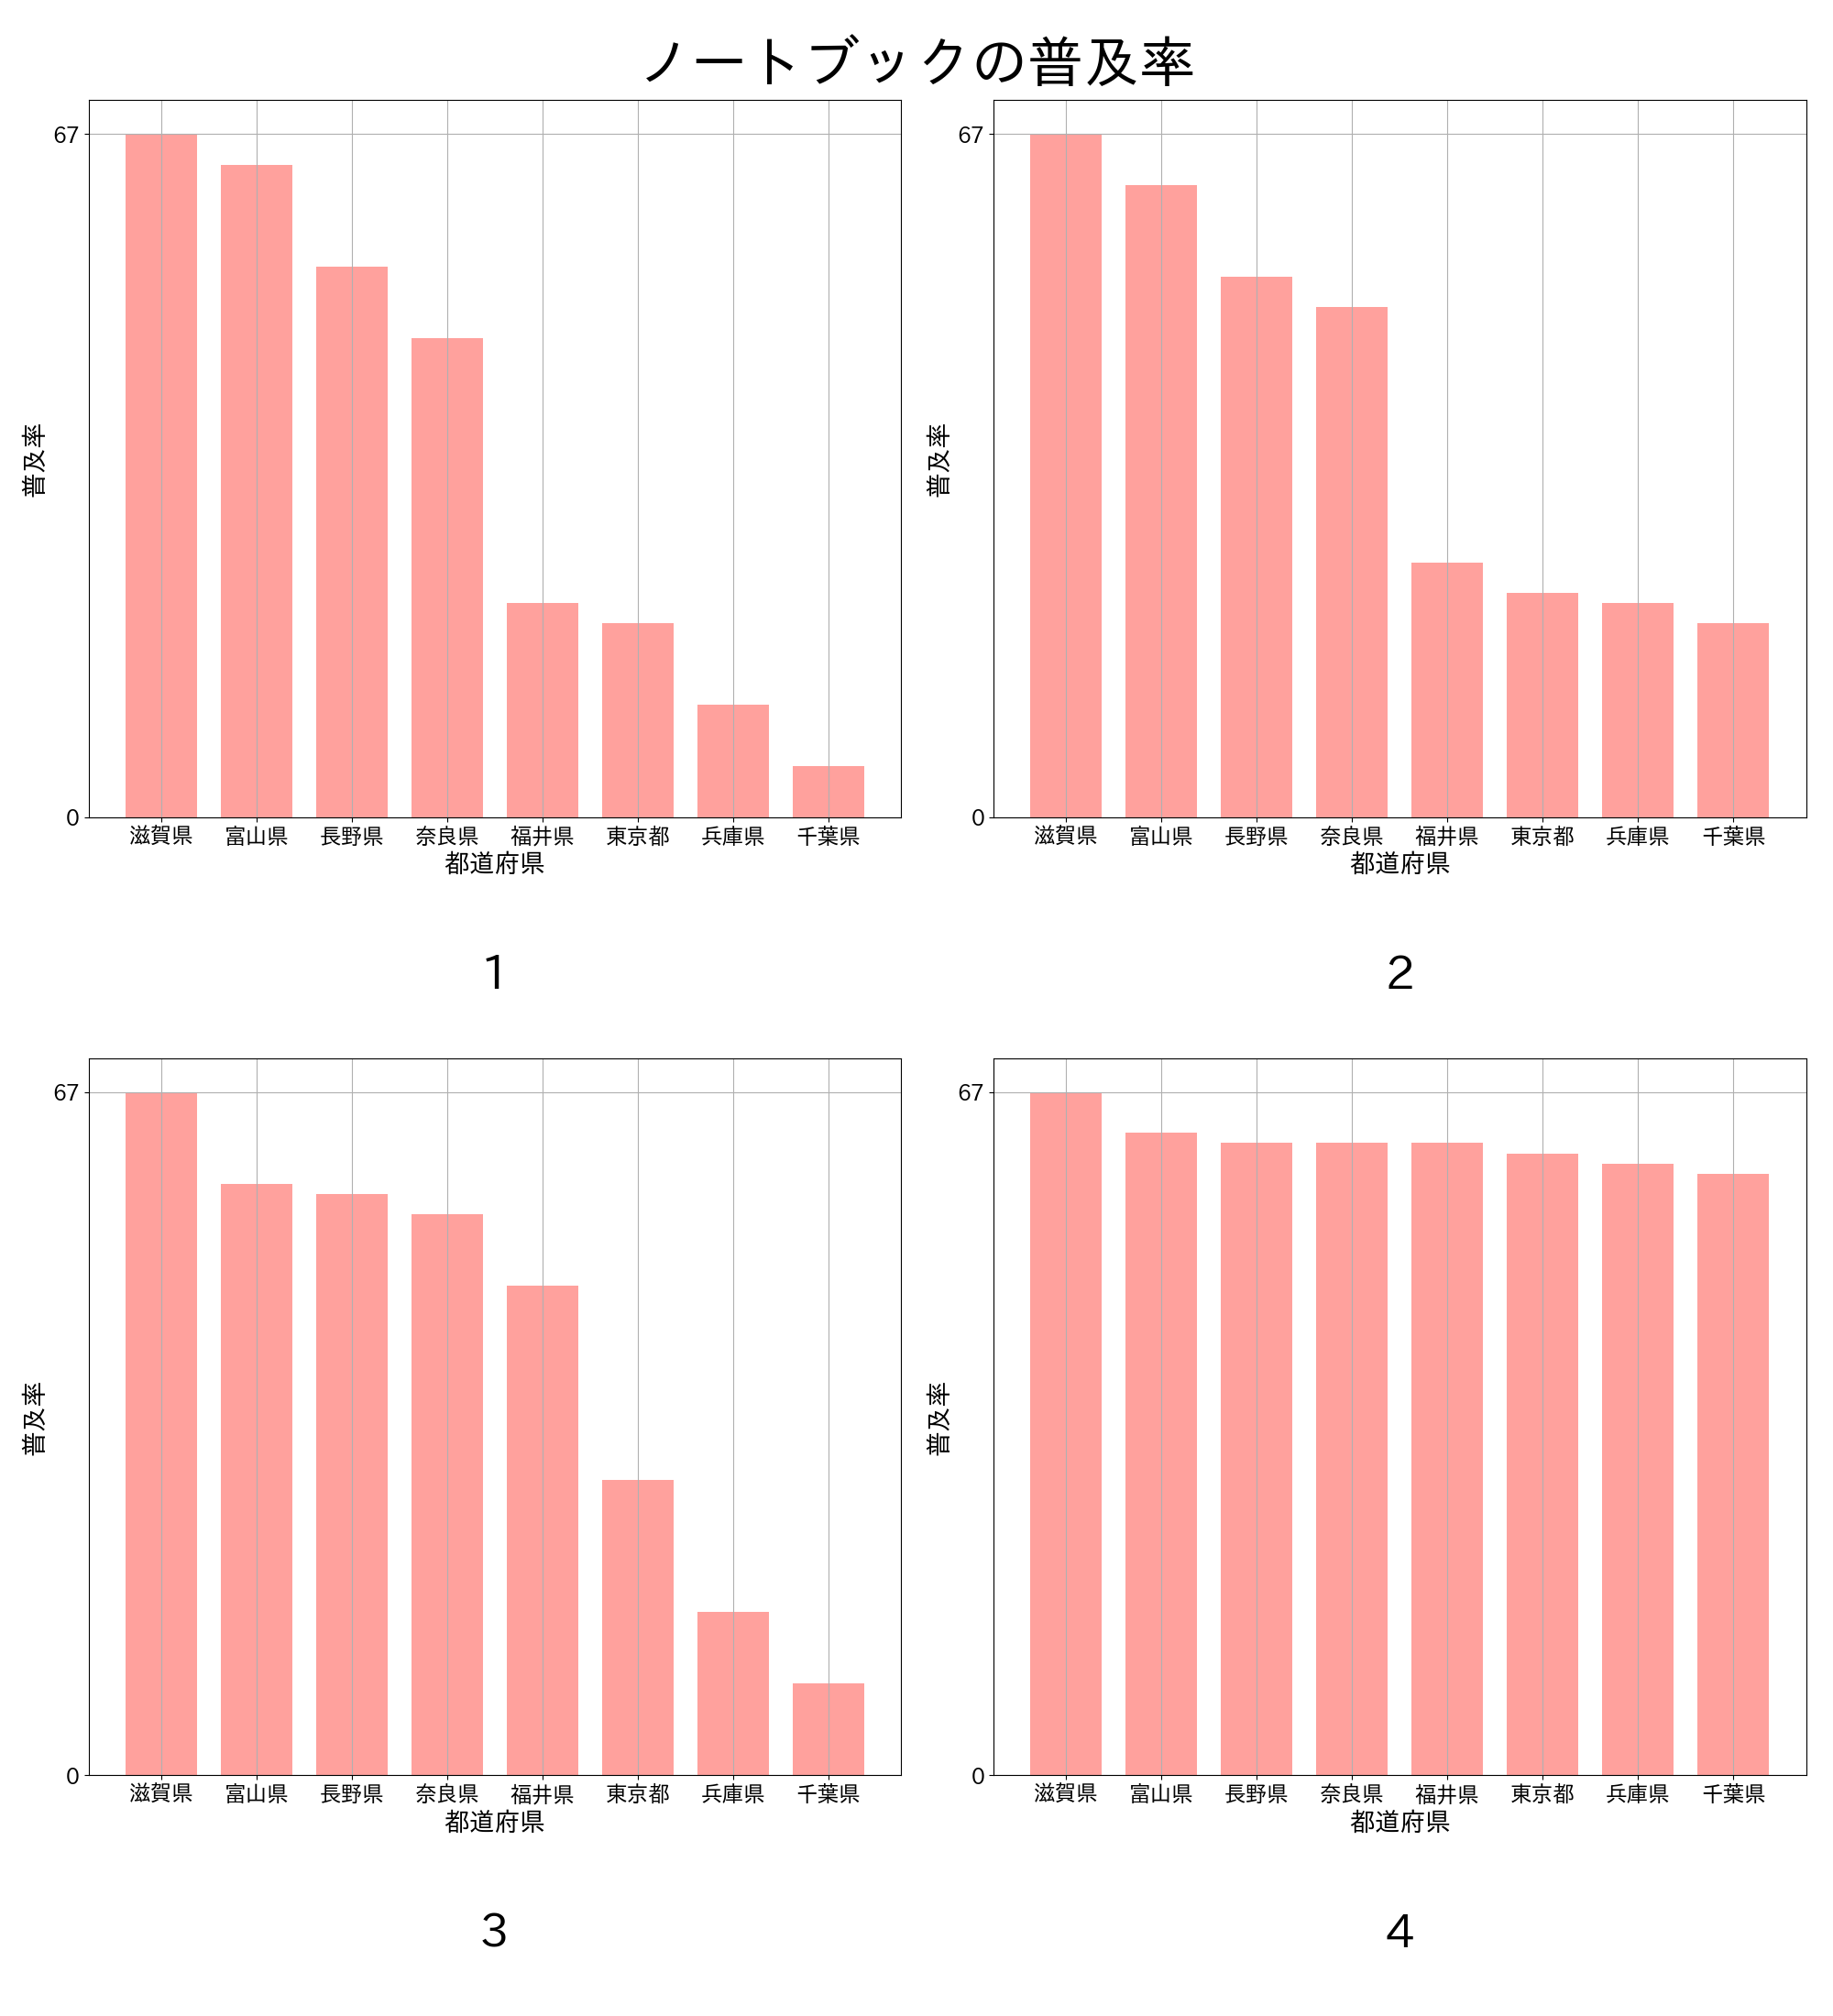 ノートブックの普及率
67
0
普及率
滋賀県 富山県 長野県 奈良県 福井県 東京都 兵庫県 千葉県
都道府県
1
67
0
普及率
滋賀県 富山県 長野県 奈良県 福井県 東京都 兵庫県 千葉県
都道府県
2
67
0
普及率
滋賀県 富山県 長野県 奈良県 福井県 東京都 兵庫県 千葉県
都道府県
3
67
0
普及率
滋賀県 富山県 長野県 奈良県 福井県 東京都 兵庫県 千葉県
都道府県
4